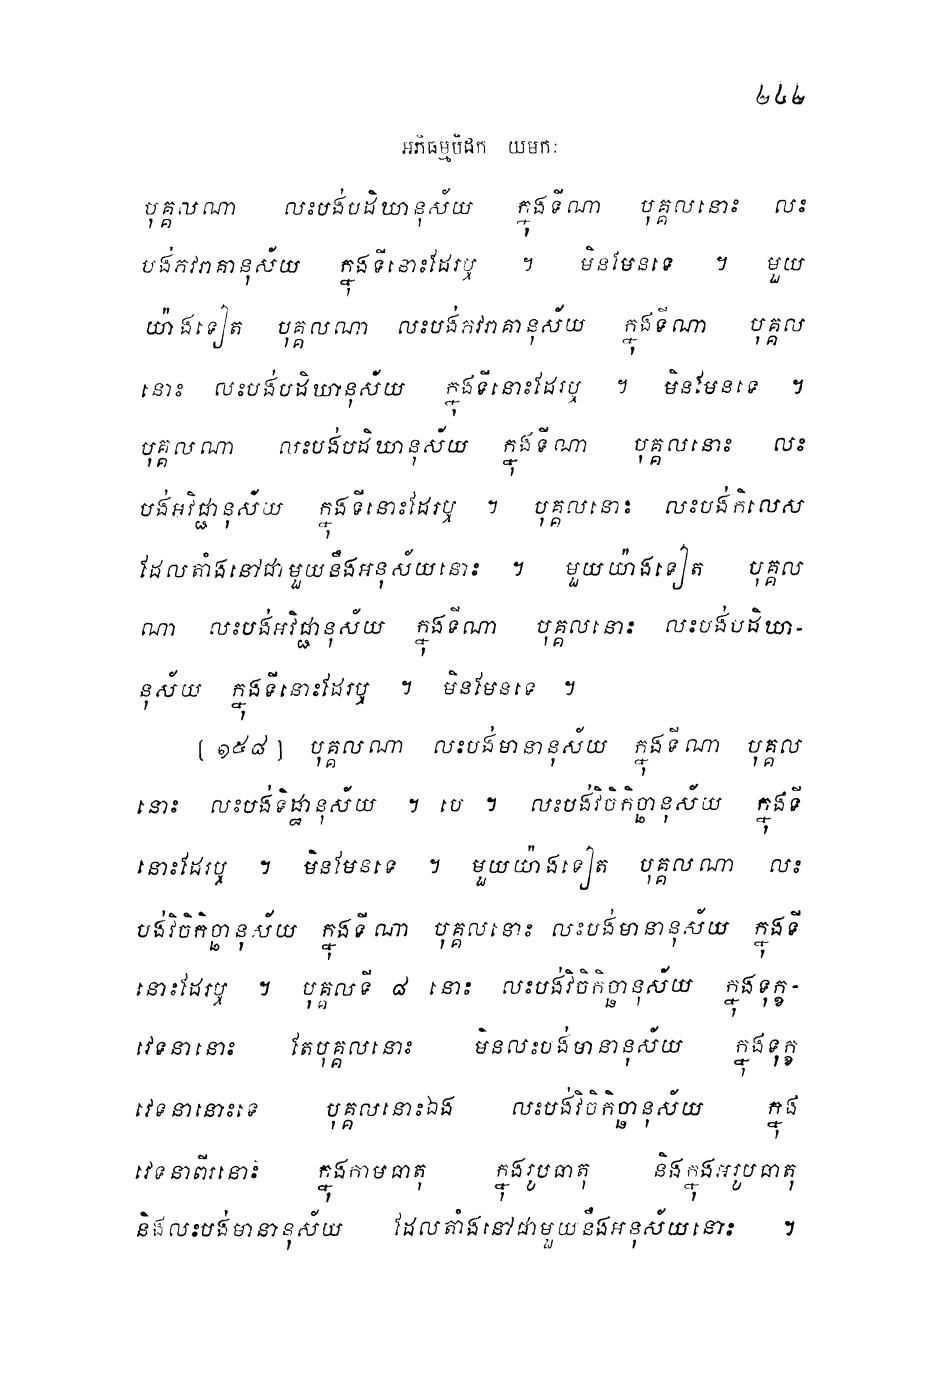 ២៤២
អភិធម្មបិដក យមកៈ
បុគ្គលណា លះបង់បដិឃានុស័យ ក្នុងទីណា បុគ្គលនោះ លះ
បង់ភវរាគានុស័យ ក្នុងទីនោះដែរឬ ។ មិនមែនទេ ។ មួយ
យ៉ាងទៀត បុគ្គលណា លះបង់ភវរាគានុស័យ ក្នុងទីណា បុគ្គល
នោះ លះបង់បដិឃានុស័យ ក្នុងទីនោះដែរឬ ។ មិនមែនទេ ។
បុគ្គលណា លះបង់បដិឃានុស័យ ក្នុងទីណា បុគ្គលនោះ លះ
បង់អវិជ្ជានុស័យ ក្នុងទីនោះដែរឬ ។ បុគ្គលនោះ លះបង់កិលេស
ដែលតាំងនៅជាមួយនឹងអនុស័យនោះ ។ មួយយ៉ាងទៀត បុគ្គល
ណា លះបង់អវិជ្ជានុស័យ ក្នុងទីណា បុគ្គលនោះ លះបង់បដិឃា-
នុស័យ ក្នុងទីនោះដែរឬ ។ មិនមែនទេ ។
[ ១៥៨ ] បុគ្គលណា លះបង់មានានុស័យ ក្នុងទីណា បុគ្គល
នោះ លះបង់ទិដ្ឋានុស័យ ។ បេ ។ លះបង់វិចិកិច្ឆានុស័យ ក្នុងទី
នោះដែរឬ ។ មិនមែនទេ ។ មួយយ៉ាងទៀត បុគ្គលណា លះ
បង់វិចិកិច្ឆានុស័យ ក្នុងទីណា បុគ្គលនោះ លះបង់មានានុស័យ ក្នុងទី
នោះដែរឬ ។ បុគ្គលទី ៨ នោះ លះបង់វិចិកិច្ឆានុស័យ ក្នុងទុក្ខ-
វេទនានោះ តែបុគ្គលនោះ មិនលះបង់មានានុស័យ ក្នុងទុក្ខ
វេទនានោះទេ បុគ្គលនោះឯង លះបង់វិចិកិច្ឆានុស័យ ក្នុង
វេទនាពីរនោះ ក្នុងកាមធាតុ ក្នុងរូបធាតុ និងក្នុងអរូបធាតុ
និងលះបង់មានានុស័យ ដែលតាំងនៅជាមួយនឹងអនុស័យនោះ ។